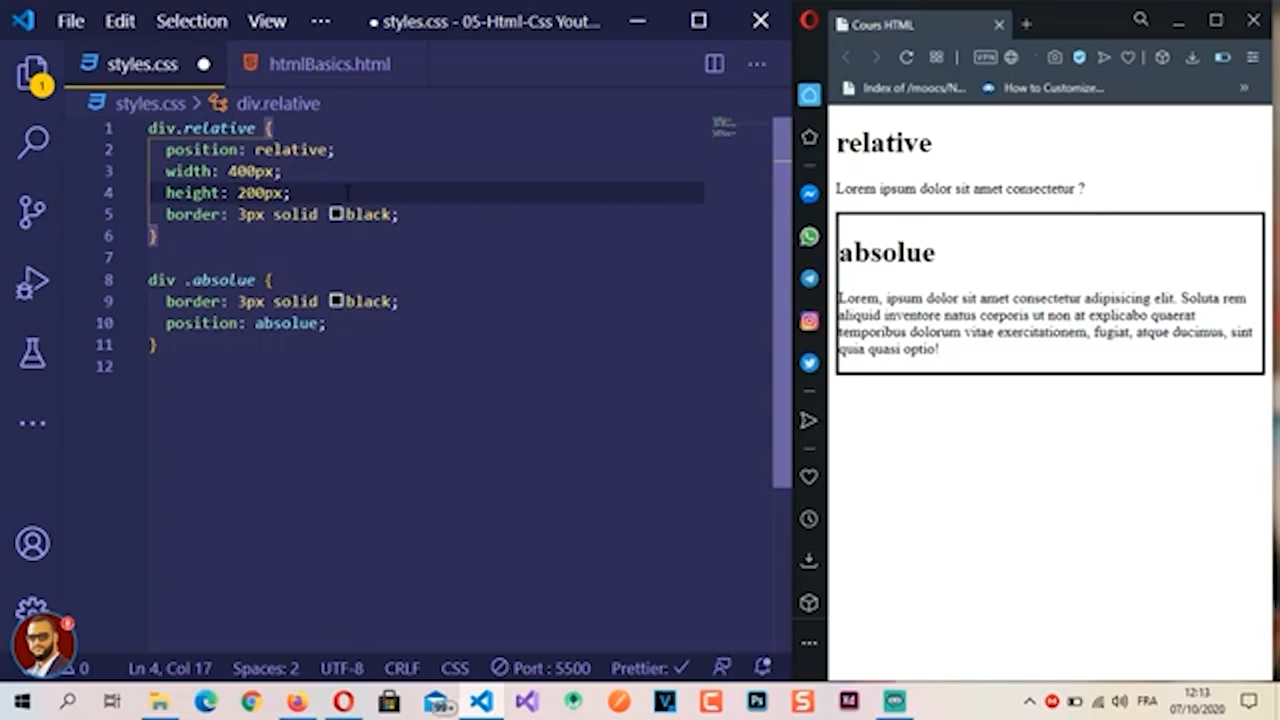 File Edit Selection View ··· ● styles.css - 05-Html-Css Yout...
styles.css ● htmlBasics.html
styles.css > div.relative
1 div.relative {
2 position: relative;
3 width: 400px;
4 height: 200px;
5 border: 3px solid black;
6 }
7
8 div .absolue {
9 border: 3px solid black;
10 position: absolue;
11 }
12
1
0 Ln 4, Col 17 Spaces: 2 UTF-8 CRLF CSS Port : 5500 Prettier: ✓
Cours HTML
VPN
Index of /moocs/N... How to Customize... »
relative
Lorem ipsum dolor sit amet consectetur ?
absolue
Lorem, ipsum dolor sit amet consectetur adipisicing elit. Soluta rem
aliquid inventore natus corporis ut non at explicabo quaerat
temporibus dolorum vitae exercitationem, fugiat, atque ducimus, sint
quia quasi optio!
99+
Ps
S
Xd
FRA
12:13
07/10/2020